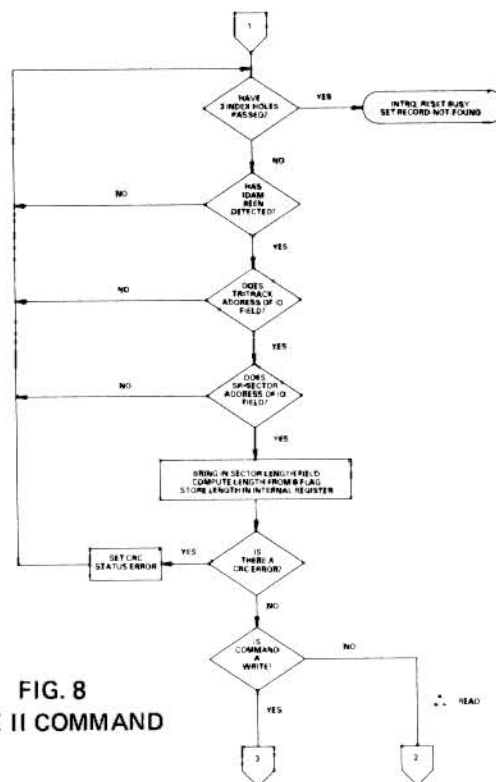 1
HAVE
3 INDEX HOLES
PASSED?
YES
INTRQ, RESET BUSY
SET RECORD-NOT-FOUND
NO
HAS
IDAM
BEEN
DETECTED?
NO
YES
DOES
TR=TRACK
ADDRESS OF ID
FIELD?
NO
YES
DOES
SR=SECTOR
ADDRESS OF ID
FIELD?
NO
YES
BRING IN SECTOR LENGTH FIELD
COMPUTE LENGTH FROM B FLAG
STORE LENGTH IN INTERNAL REGISTER
IS
THERE A
CRC ERROR?
YES
SET CRC
STATUS ERROR
NO
IS
COMMAND
A
WRITE?
NO
YES
∴ READ
3
2
FIG. 8
E II COMMAND